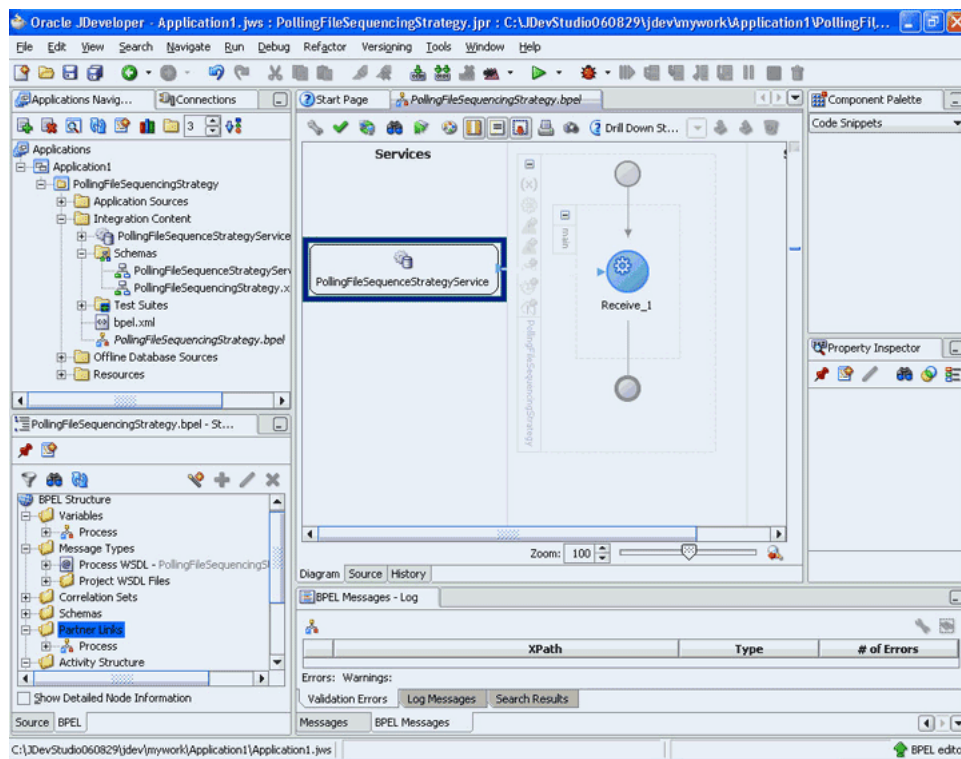 Oracle JDeveloper - Application1.jws : PollingFileSequencingStrategy.jpr : C:\JDevStudio060829\jdev\mywork\Application1\PollingFil,...
File Edit View Search Navigate Run Debug Refactor Versioning Tools Window Help
Applications Navig... Connections
3
Applications
Application1
PollingFileSequencingStrategy
Application Sources
Integration Content
PollingFileSequenceStrategyService
Schemas
PollingFileSequenceStrategySer
PollingFileSequencingStrategy.x
Test Suites
bpel.xml
PollingFileSequencingStrategy.bpel
Offline Database Sources
Resources
PollingFileSequencingStrategy.bpel - St...
BPEL Structure
Variables
Process
Message Types
Process WSDL - PollingFileSequencingS
Project WSDL Files
Correlation Sets
Schemas
Partner Links
Process
Activity Structure
Show Detailed Node Information
Source BPEL
Start Page PollingFileSequencingStrategy.bpel
Drill Down St...
Services
PollingFileSequenceStrategyService
(x)
PollingFileSequencingStrategy
main
Receive_1
Zoom: 100
Diagram Source History
BPEL Messages - Log
XPath Type # of Errors
Errors: Warnings:
Validation Errors Log Messages Search Results
Messages BPEL Messages
Component Palette
Code Snippets
Property Inspector
C:\JDevStudio060829\jdev\mywork\Application1\Application1.jws
BPEL edito